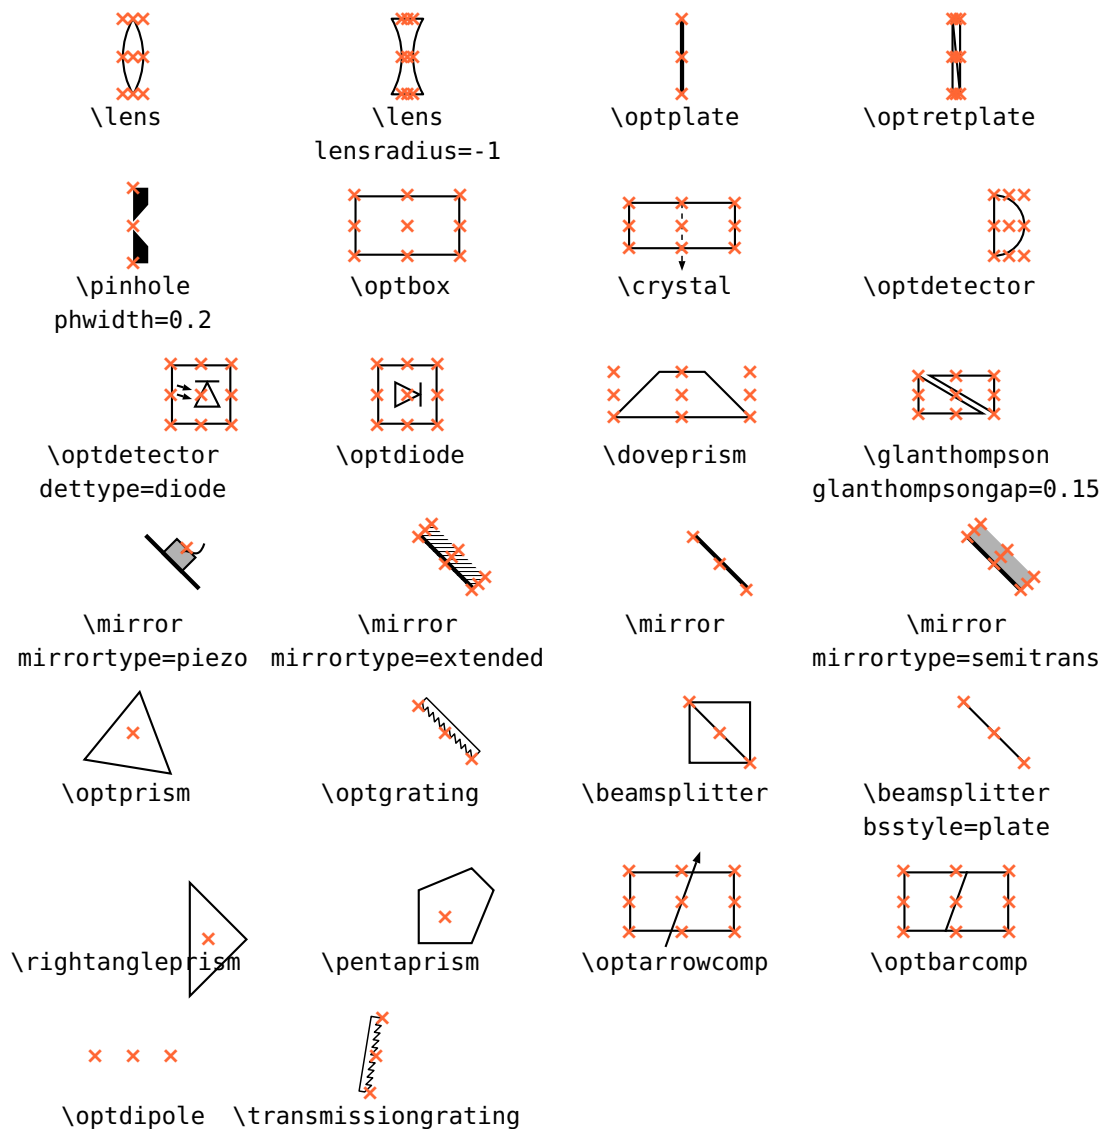 \lens
\lens
\optplate
\optretplate
lensradius=-1
\pinhole
\optbox
\crystal
\optdetector
phwidth=0.2
\optdetector
\optdiode
\doveprism
\glanthompson
dettype=diode
glanthompsongap=0.15
\mirror
\mirror
\mirror
\mirror
mirrortype=piezo
mirrortype=extended
mirrortype=semitrans
\optprism
\optgrating
\beamsplitter
\beamsplitter
bsstyle=plate
\rightangleprism
\pentaprism
\optarrowcomp
\optbarcomp
\optdipole
\transmissiongrating